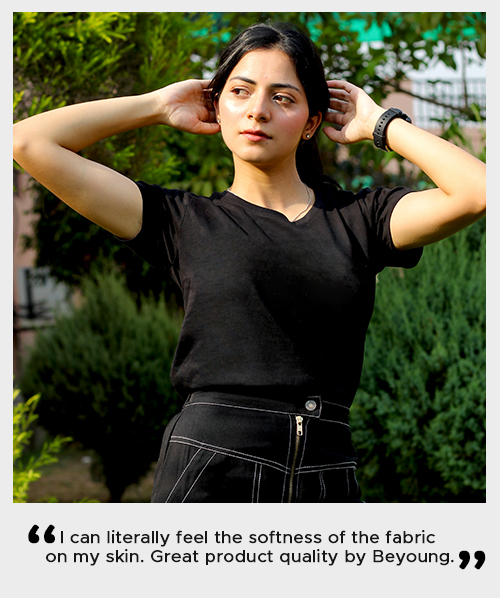 ❝ I can literally feel the softness of the fabric
on my skin. Great product quality by Beyoung. ❞